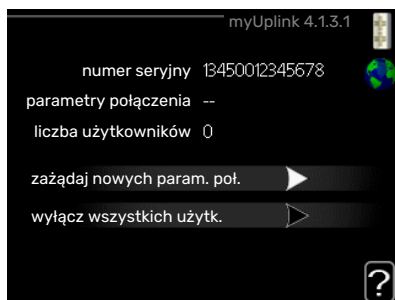 myUplink 4.1.3.1
numer seryjny 13450012345678
parametry połączenia --
liczba użytkowników 0
zażądaj nowych param. poł.
wyłącz wszystkich użytk.
?